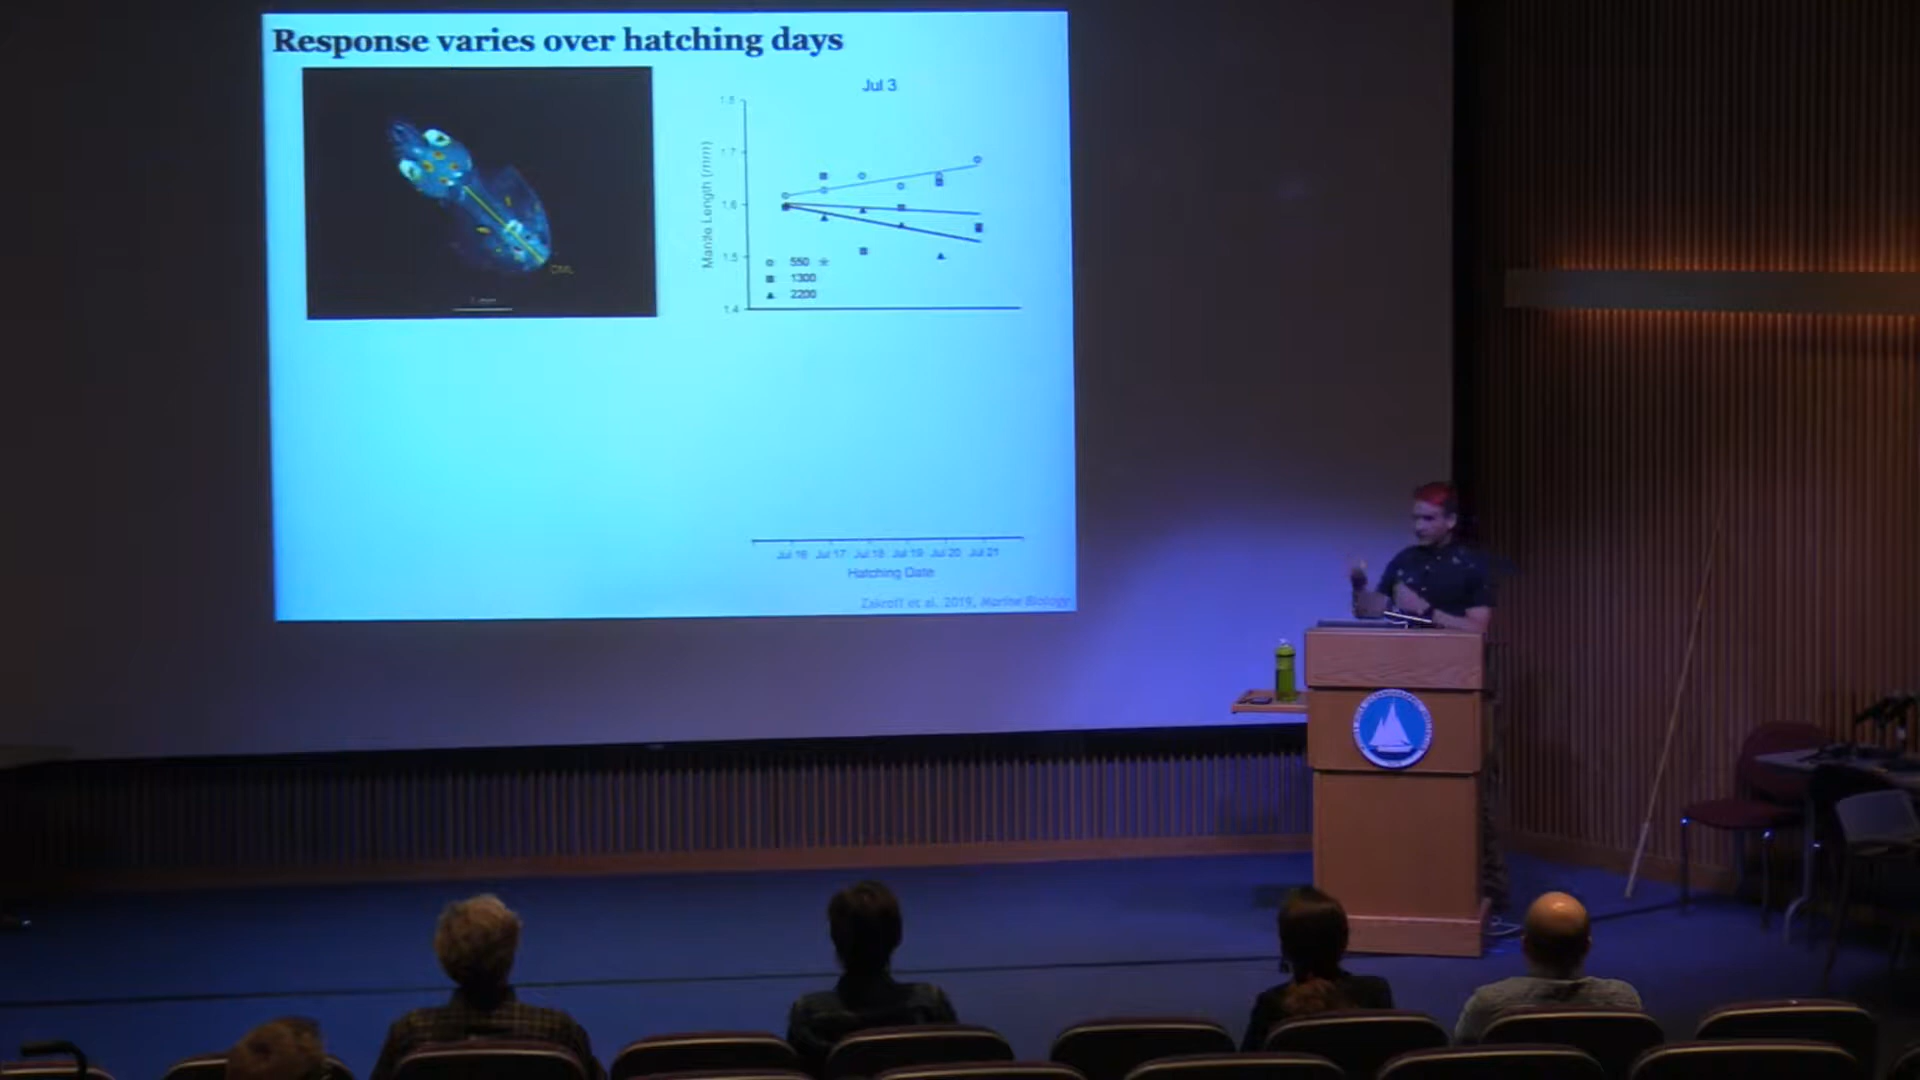 Response varies over hatching days
Jul 3
1.8
1.7
1.6
1.5
1.4
Mantle Length (mm)
550 *
1300
2200
DML
1 mm
Jul 16 Jul 17 Jul 18 Jul 19 Jul 20 Jul 21
Hatching Date
Zakroff et al. 2019, Marine Biology